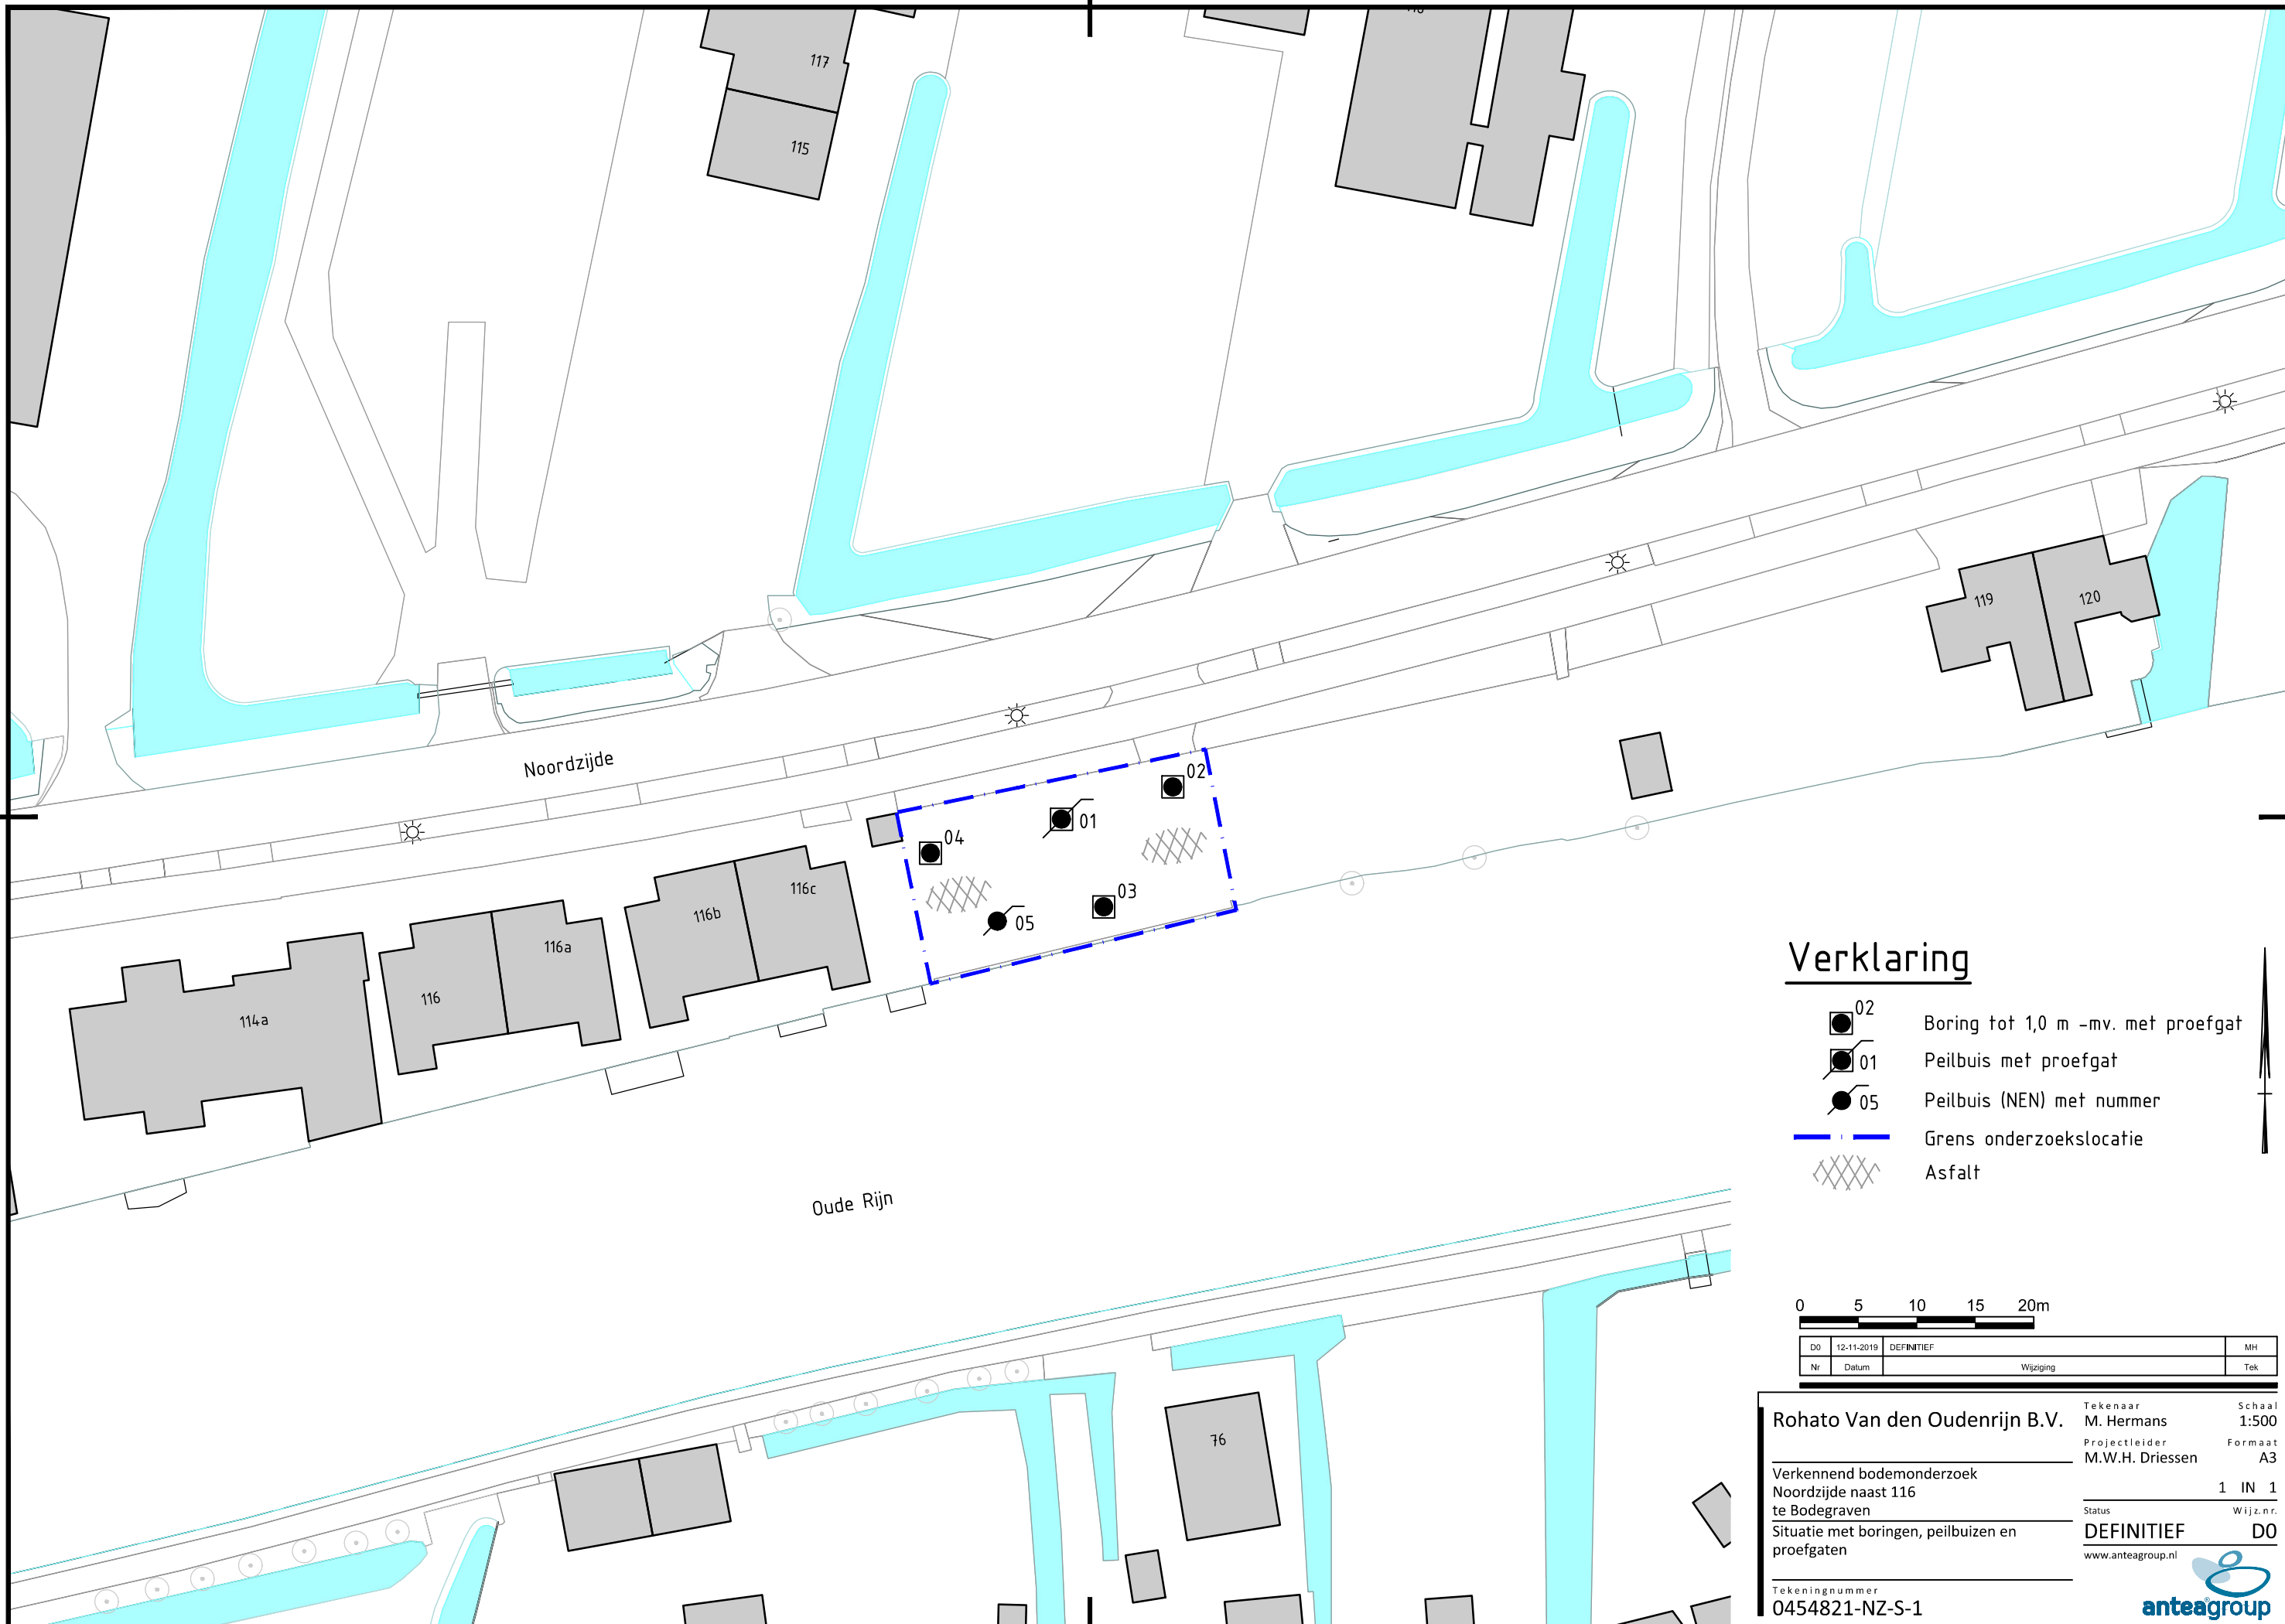 117
115
119
120
Noordzijde
02
01
04
03
05
116c
116b
116a
116
114a
Oude Rijn
76
Verklaring
02
Boring tot 1,0 m -mv. met proefgat
01
Peilbuis met proefgat
05
Peilbuis (NEN) met nummer
Grens onderzoekslocatie
Asfalt
0 5 10 15 20m
D0 12-11-2019 DEFINITIEF MH
Nr Datum Wijziging Tek
Rohato Van den Oudenrijn B.V.
Verkennend bodemonderzoek
Noordzijde naast 116
te Bodegraven
Situatie met boringen, peilbuizen en
proefgaten
Tekeningnummer
0454821-NZ-S-1
Tekenaar Schaal
M. Hermans 1:500
Projectleider Formaat
M.W.H. Driessen A3
1 IN 1
Status Wijz.nr.
DEFINITIEF D0
www.anteagroup.nl
anteagroup